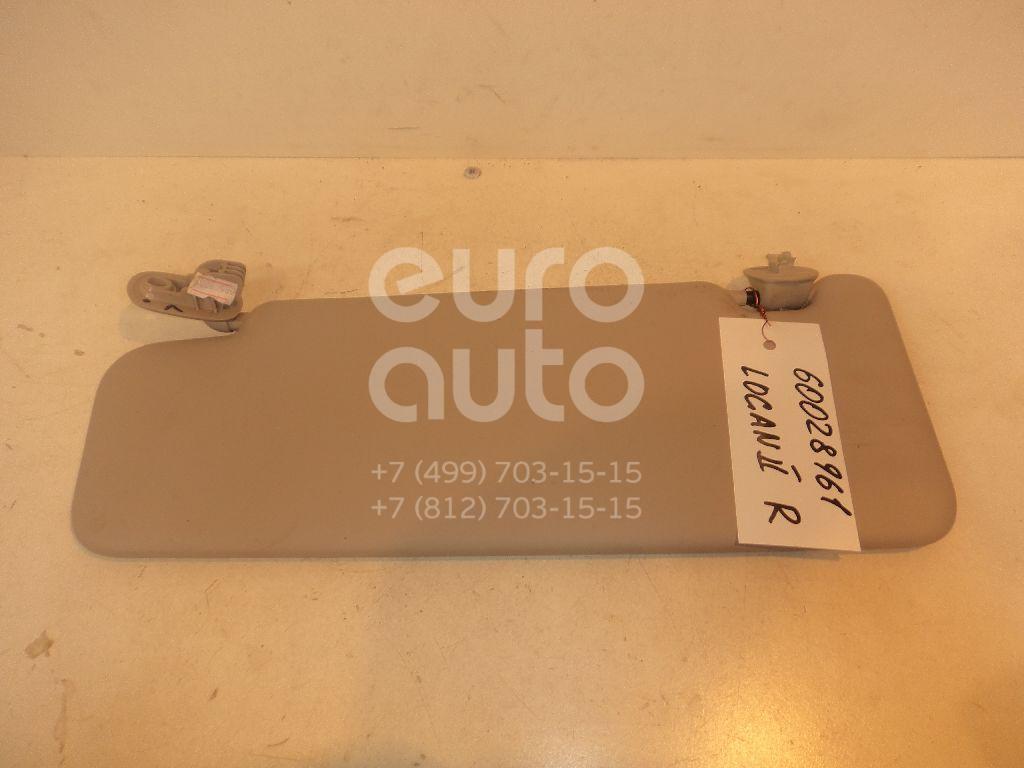 euro
auto
+7 (499) 703-15-15
+7 (812) 703-15-15
60028961
LOGAN II R